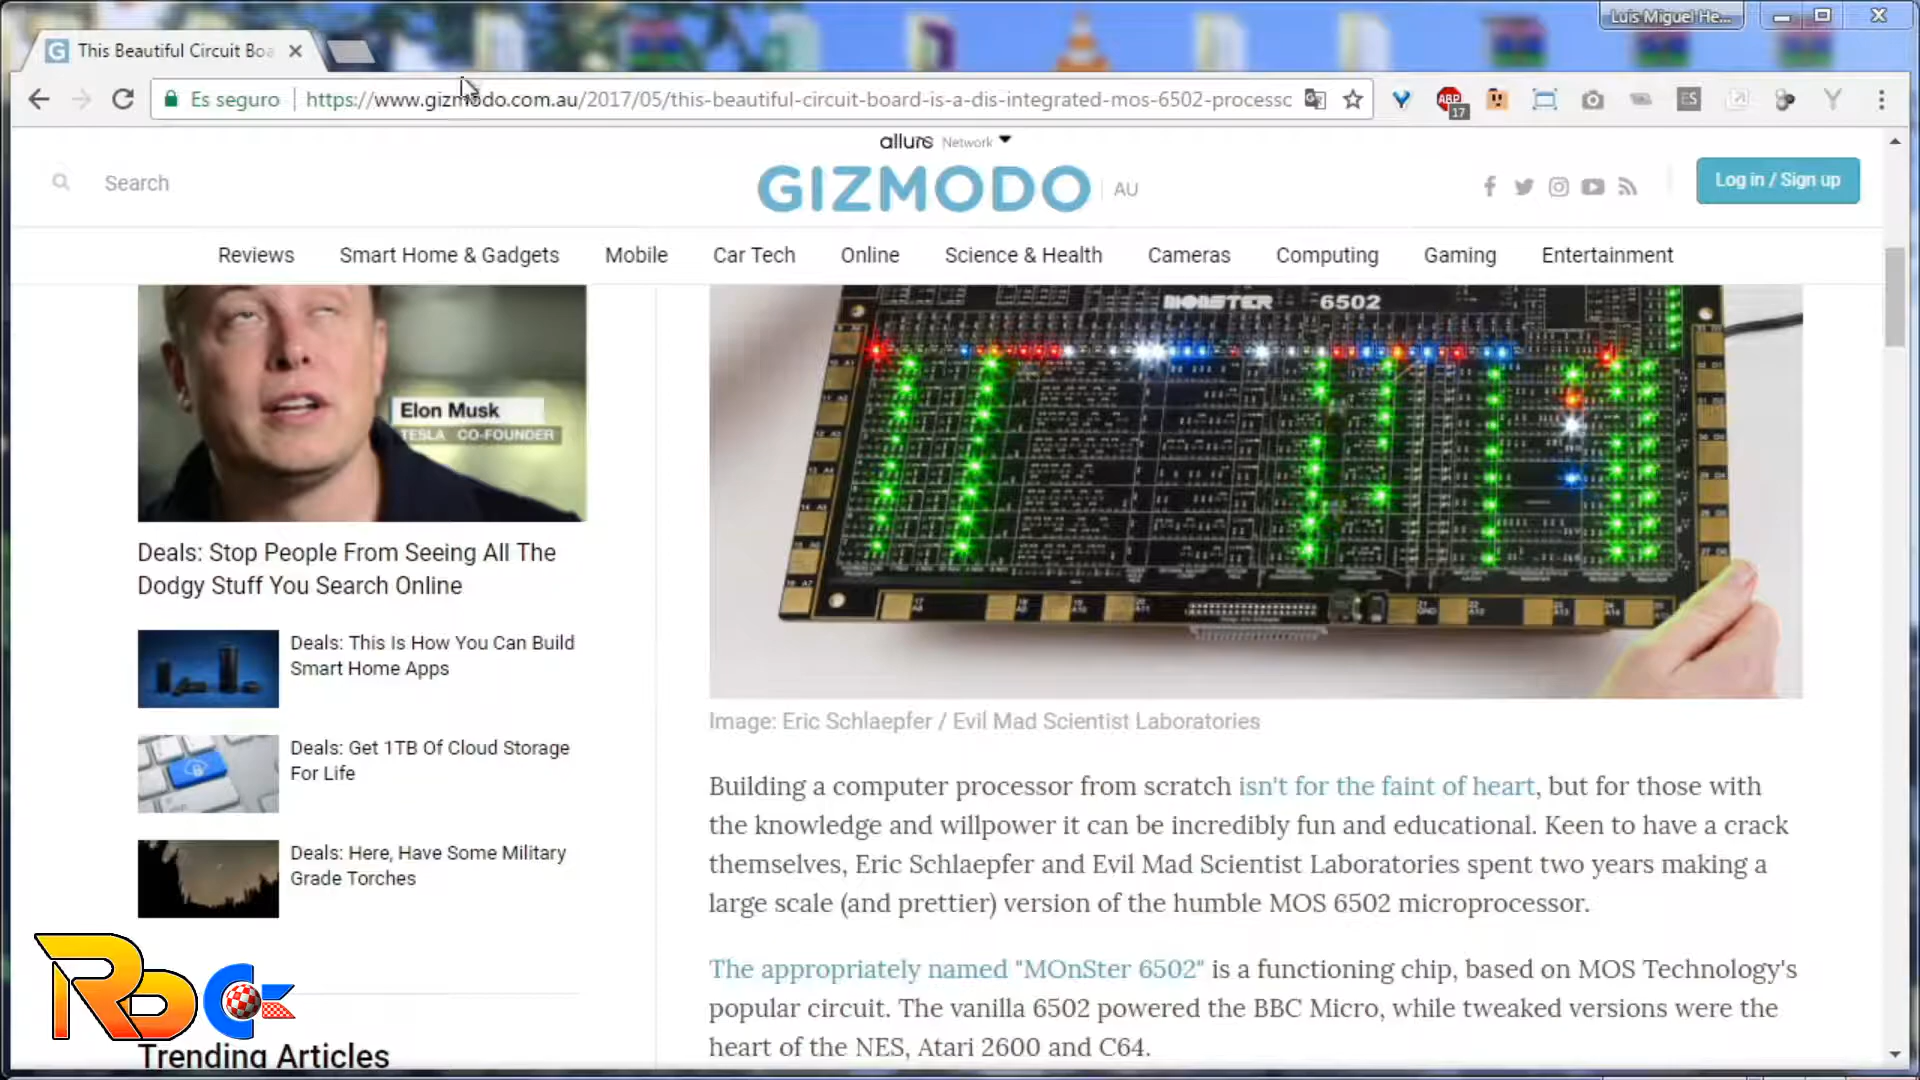 Luis Miguel He...
This Beautiful Circuit Boa
Es seguro
https://www.gizmodo.com.au/2017/05/this-beautiful-circuit-board-is-a-dis-integrated-mos-6502-processo
ABP
17
ES
allure Network
Search
GIZMODO AU
Log in / Sign up
Reviews Smart Home & Gadgets Mobile Car Tech Online Science & Health Cameras Computing Gaming Entertainment
Elon Musk
TESLA CO-FOUNDER
Deals: Stop People From Seeing All The
Dodgy Stuff You Search Online
Deals: This Is How You Can Build
Smart Home Apps
Deals: Get 1TB Of Cloud Storage
For Life
Deals: Here, Have Some Military
Grade Torches
Trending Articles
MONSTER 6502
Image: Eric Schlaepfer / Evil Mad Scientist Laboratories
Building a computer processor from scratch isn't for the faint of heart, but for those with
the knowledge and willpower it can be incredibly fun and educational. Keen to have a crack
themselves, Eric Schlaepfer and Evil Mad Scientist Laboratories spent two years making a
large scale (and prettier) version of the humble MOS 6502 microprocessor.
The appropriately named "MOnSter 6502" is a functioning chip, based on MOS Technology's
popular circuit. The vanilla 6502 powered the BBC Micro, while tweaked versions were the
heart of the NES, Atari 2600 and C64.